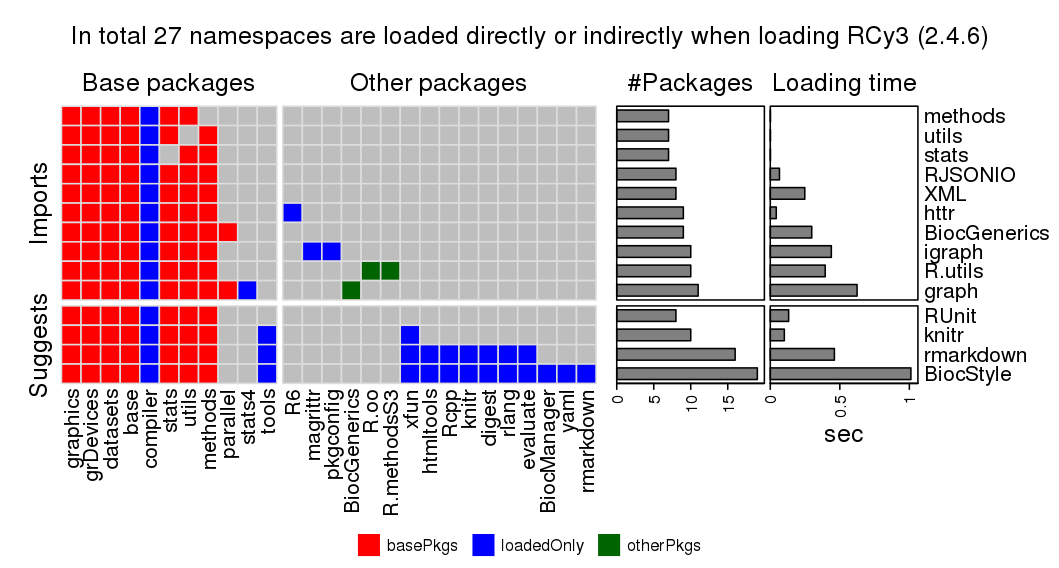 In total 27 namespaces are loaded directly or indirectly when loading RCy3 (2.4.6)
Base packages
Other packages
#Packages
Loading time
Imports
Suggests
methods
utils
stats
RJSONIO
XML
httr
BiocGenerics
igraph
R.utils
graph
RUnit
knitr
rmarkdown
BiocStyle
graphics
grDevices
datasets
base
compiler
stats
utils
methods
parallel
stats4
tools
R6
magrittr
pkgconfig
BiocGenerics
R.oo
R.methodsS3
xfun
htmltools
Rcpp
knitr
digest
rlang
evaluate
BiocManager
yaml
rmarkdown
0 5 10 15
0 0.5 1
sec
basePkgs loadedOnly otherPkgs